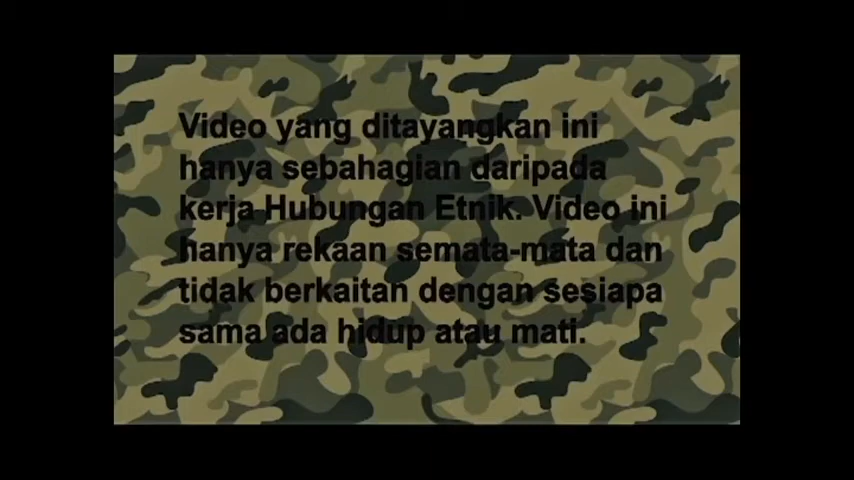 Video yang ditayangkan ini
hanya sebahagian daripada
kerja Hubungan Etnik. Video ini
hanya rekaan semata-mata dan
tidak berkaitan dengan sesiapa
sama ada hidup atau mati.